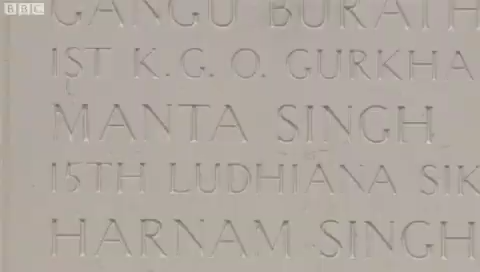 BBC
GANGU BURATH
1ST K.G.O. GURKHA
MANTA SINGH
15TH LUDHIANA SIK
HARNAM SINGH